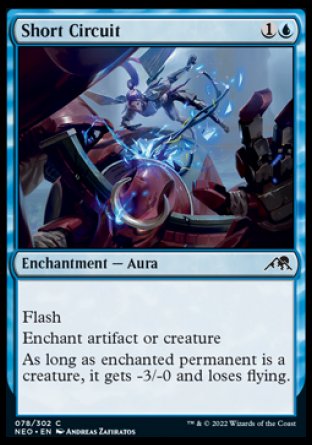 Short Circuit 1
Enchantment — Aura
Flash
Enchant artifact or creature
As long as enchanted permanent is a
creature, it gets -3/-0 and loses flying.
078/302 C
NEO • EN ANDREAS ZAFIRATOS
™ & © 2022 Wizards of the Coast